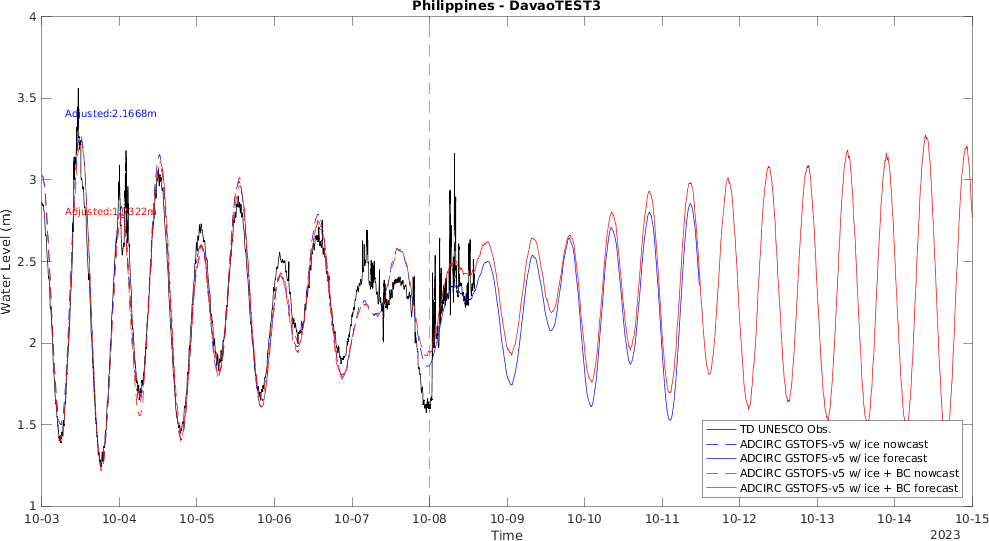 Philippines - DavaoTEST3
Water Level (m)
4
3.5
3
2.5
2
1.5
1
Adjusted:2.1668m
10-03
10-04
10-05
10-06
10-07
10-08
10-09
10-10
10-11
10-12
10-13
10-14
10-15
Time
2023
TD UNESCO Obs.
ADCIRC GSTOFS-v5 w/ ice nowcast
ADCIRC GSTOFS-v5 w/ ice forecast
ADCIRC GSTOFS-v5 w/ ice + BC nowcast
ADCIRC GSTOFS-v5 w/ ice + BC forecast